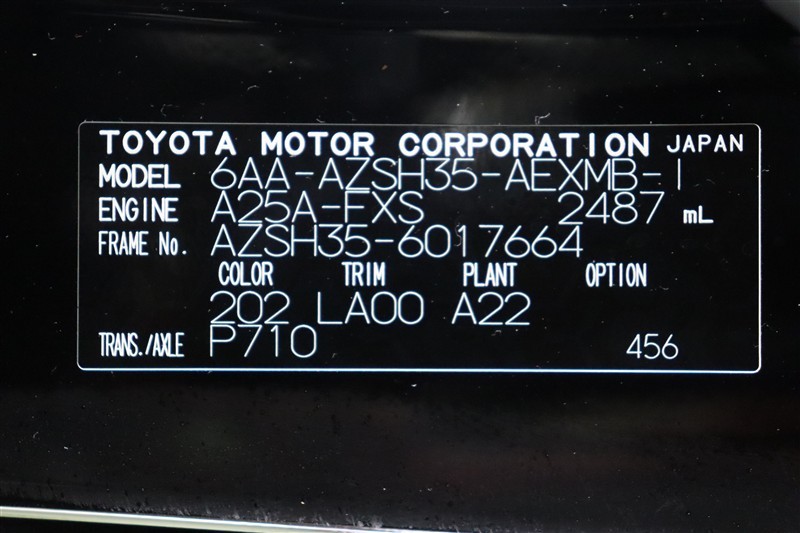 TOYOTA MOTOR CORPORATION JAPAN
MODEL 6AA-AZSH35-AEXMB-1
ENGINE A25A-FXS 2487 mL
FRAME No. AZSH35-6017664
COLOR TRIM PLANT OPTION
202 LA00 A22
TRANS./AXLE P710 456